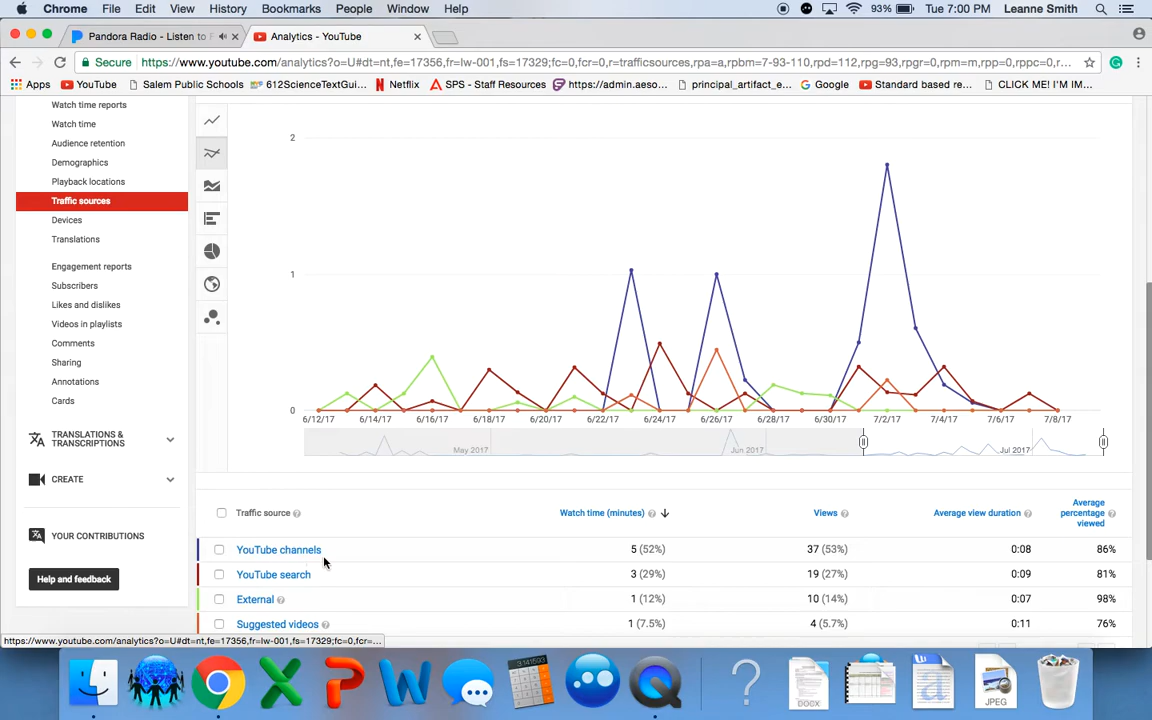 Chrome File Edit View History Bookmarks People Window Help 93% Tue 7:00 PM Leanne Smith
Pandora Radio - Listen to F Analytics - YouTube
Secure https://www.youtube.com/analytics?o=U#dt=nt,fe=17356,fr=lw-001,fs=17329;fc=0,fcr=0,r=trafficsources,rpa=a,rpbm=7-93-110,rpd=112,rpg=93,rpgr=0,rpm=m,rpp=0,rppc=0,r...
Apps YouTube Salem Public Schools 612ScienceTextGui... Netflix SPS - Staff Resources https://admin.aeso... principal_artifact_e... Google Standard based re... CLICK ME! I'M IM...
Watch time reports
Watch time
Audience retention
Demographics
Playback locations
Traffic sources
Devices
Translations
Engagement reports
Subscribers
Likes and dislikes
Videos in playlists
Comments
Sharing
Annotations
Cards
TRANSLATIONS &
TRANSCRIPTIONS
CREATE
YOUR CONTRIBUTIONS
Help and feedback
2
1
0
6/12/17 6/14/17 6/16/17 6/18/17 6/20/17 6/22/17 6/24/17 6/26/17 6/28/17 6/30/17 7/2/17 7/4/17 7/6/17 7/8/17
May 2017 Jun 2017 Jul 2017
Traffic source Watch time (minutes) Views Average view duration Average
percentage
viewed
YouTube channels 5 (52%) 37 (53%) 0:08 86%
YouTube search 3 (29%) 19 (27%) 0:09 81%
External 1 (12%) 10 (14%) 0:07 98%
Suggested videos 1 (7.5%) 4 (5.7%) 0:11 76%
https://www.youtube.com/analytics?o=U#dt=nt,fe=17356,fr=lw-001,fs=17329;fc=0,fcr=...
3.141593
DOCX
JPEG